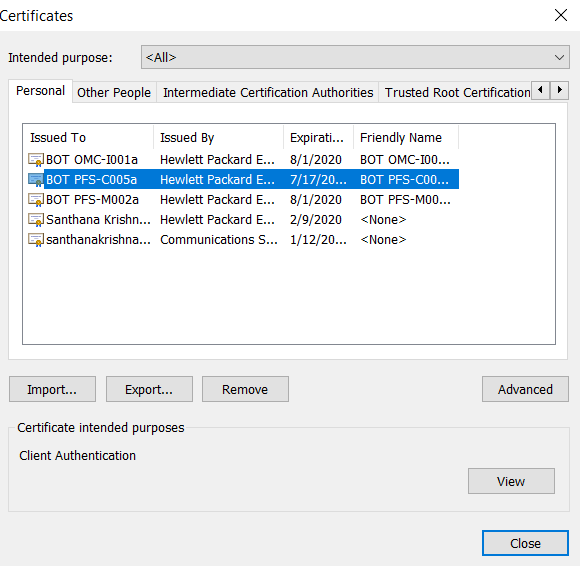 Certificates
Intended purpose: <All>
Personal Other People Intermediate Certification Authorities Trusted Root Certification
Issued To Issued By Expirati... Friendly Name
BOT OMC-I001a Hewlett Packard E... 8/1/2020 BOT OMC-I00...
BOT PFS-C005a Hewlett Packard E... 7/17/20... BOT PFS-C00...
BOT PFS-M002a Hewlett Packard E... 8/1/2020 BOT PFS-M00...
Santhana Krishn... Hewlett Packard E... 2/9/2020 <None>
santhanakrishna... Communications S... 1/12/20... <None>
Import... Export... Remove Advanced
Certificate intended purposes
Client Authentication
View
Close